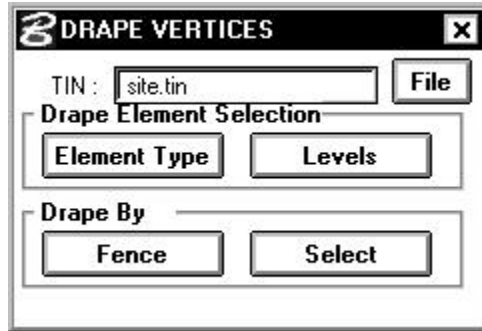 DRAPE VERTICES
TIN : site.tin File
Drape Element Selection
Element Type Levels
Drape By
Fence Select